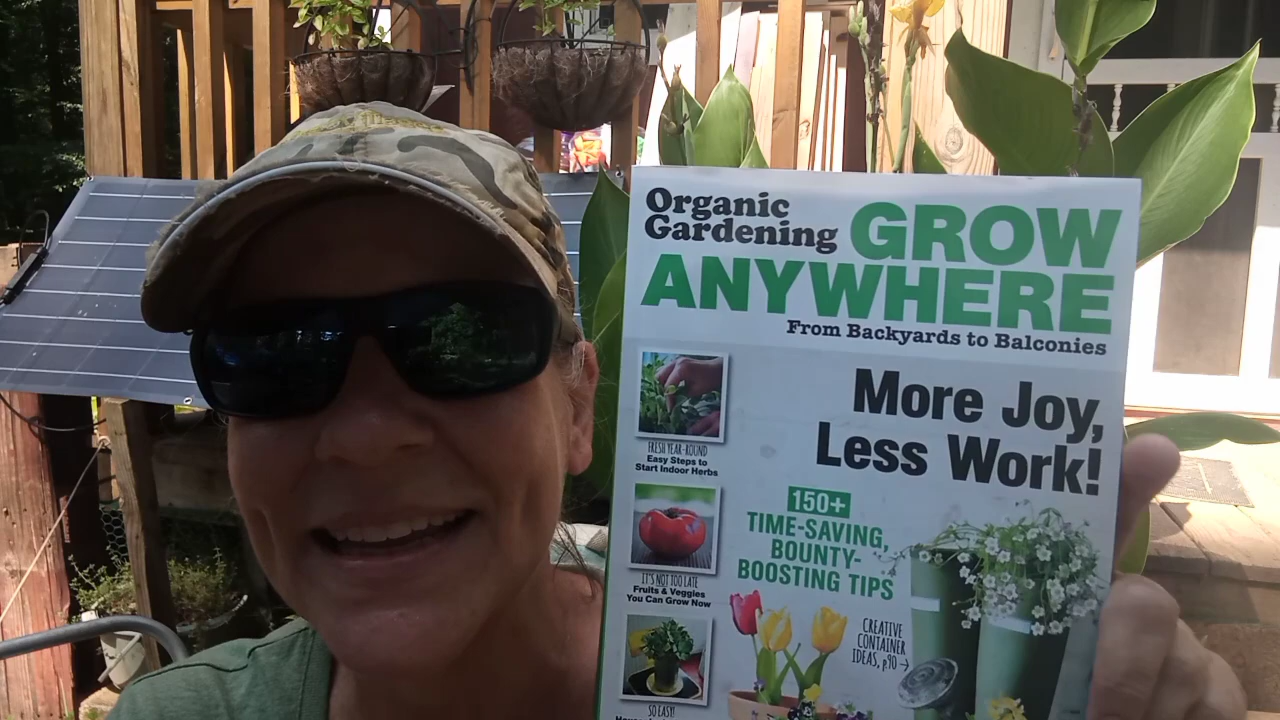 Organic
Gardening
GROW
ANYWHERE
From Backyards to Balconies
More Joy,
Less Work!
FRESH YEAR-ROUND
Easy Steps to
Start Indoor Herbs
150+
TIME-SAVING,
BOUNTY-
BOOSTING TIPS
IT'S NOT TOO LATE
Fruits & Veggies
You Can Grow Now
CREATIVE
CONTAINER
IDEAS, p.90→
SO EASY!